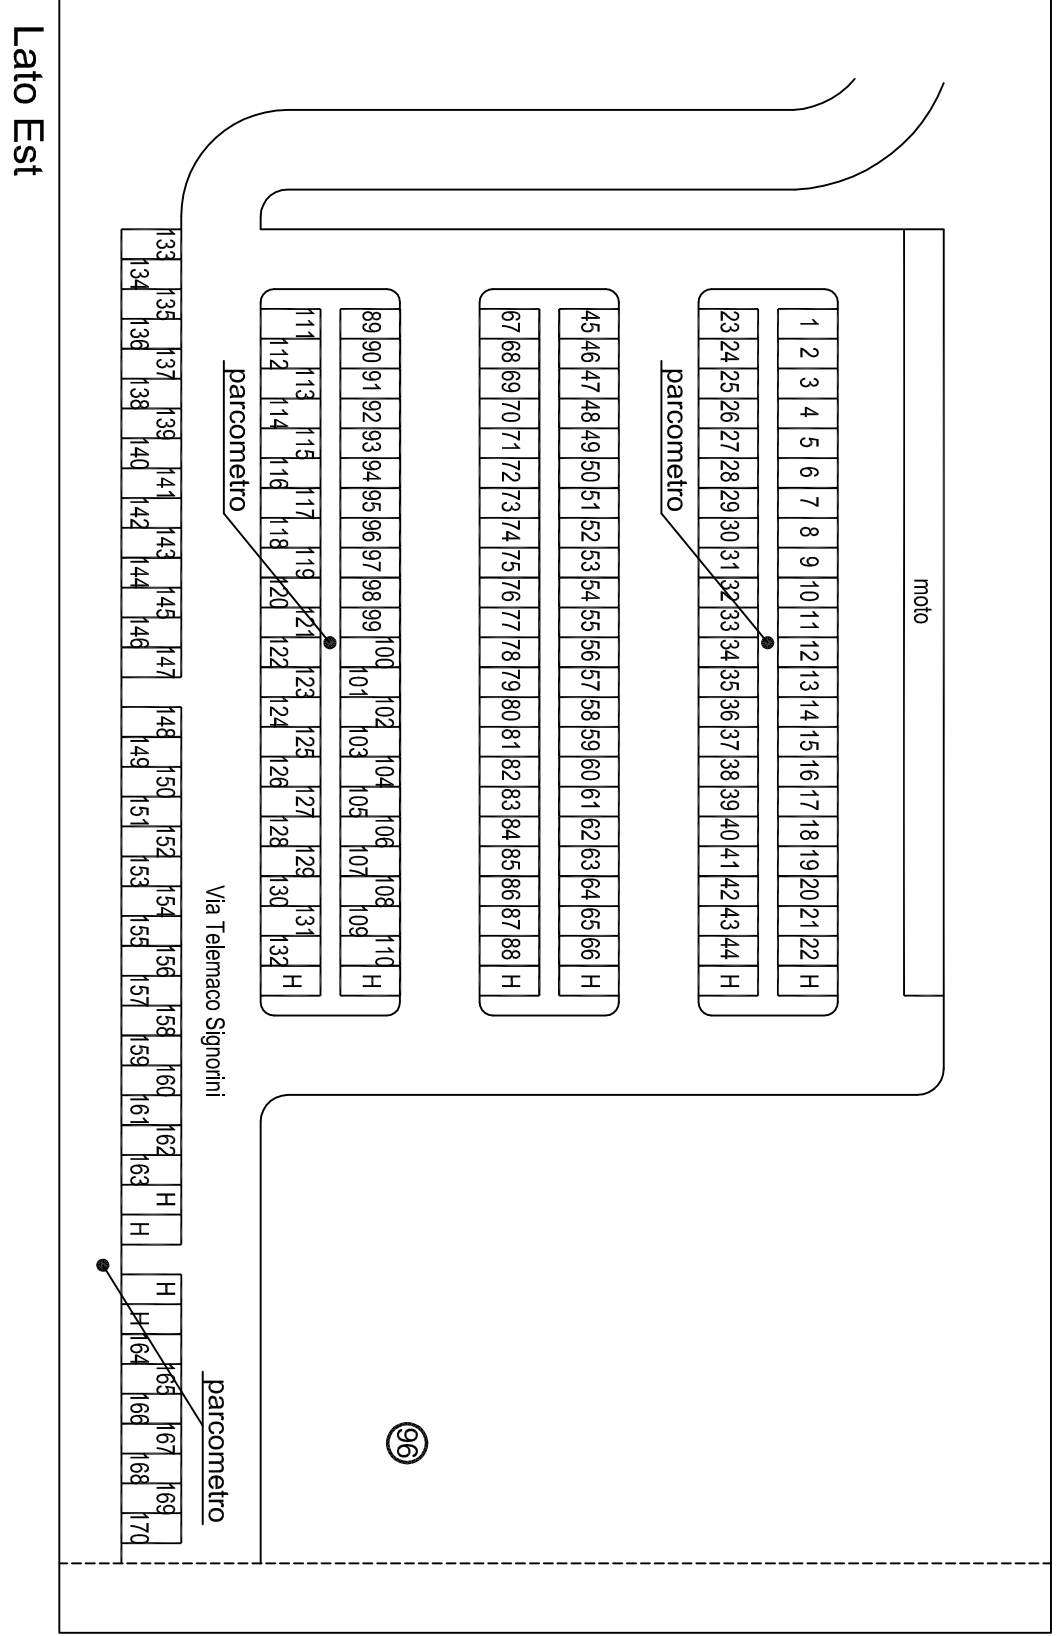 Lato Est
moto
1 2 3 4 5 6 7 8 9 10 11 12 13 14 15 16 17 18 19 20 21 22 H
23 24 25 26 27 28 29 30 31 32 33 34 35 36 37 38 39 40 41 42 43 44 H
parcometro
45 46 47 48 49 50 51 52 53 54 55 56 57 58 59 60 61 62 63 64 65 66 H
67 68 69 70 71 72 73 74 75 76 77 78 79 80 81 82 83 84 85 86 87 88 H
89 90 91 92 93 94 95 96 97 98 99 100 101 102 103 104 105 106 107 108 109 110 H
111 112 113 114 115 116 117 118 119 120 121 122 123 124 125 126 127 128 129 130 131 132 H
parcometro
96
Via Telemaco Signorini
parcometro
133 134 135 136 137 138 139 140 141 142 143 144 145 146 147 148 149 150 151 152 153 154 155 156 157 158 159 160 161 162 163 H H H H 164 165 166 167 168 169 170